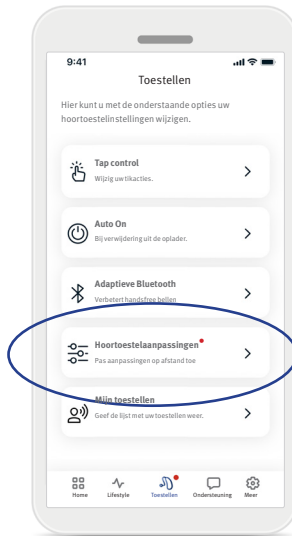 9:41
Toestellen
Hier kunt u met de onderstaande opties uw
hoortoestelinstellingen wijzigen.
Tap control
Wijzig uw tikacties.
Auto On
Bij verwijdering uit de oplader.
Adaptieve Bluetooth
Verbetert handsfree bellen
Hoortoestelaanpassingen
Pas aanpassingen op afstand toe
Mijn toestellen
Geef de lijst met uw toestellen weer.
Home Lifestyle Toestellen Ondersteuning Meer